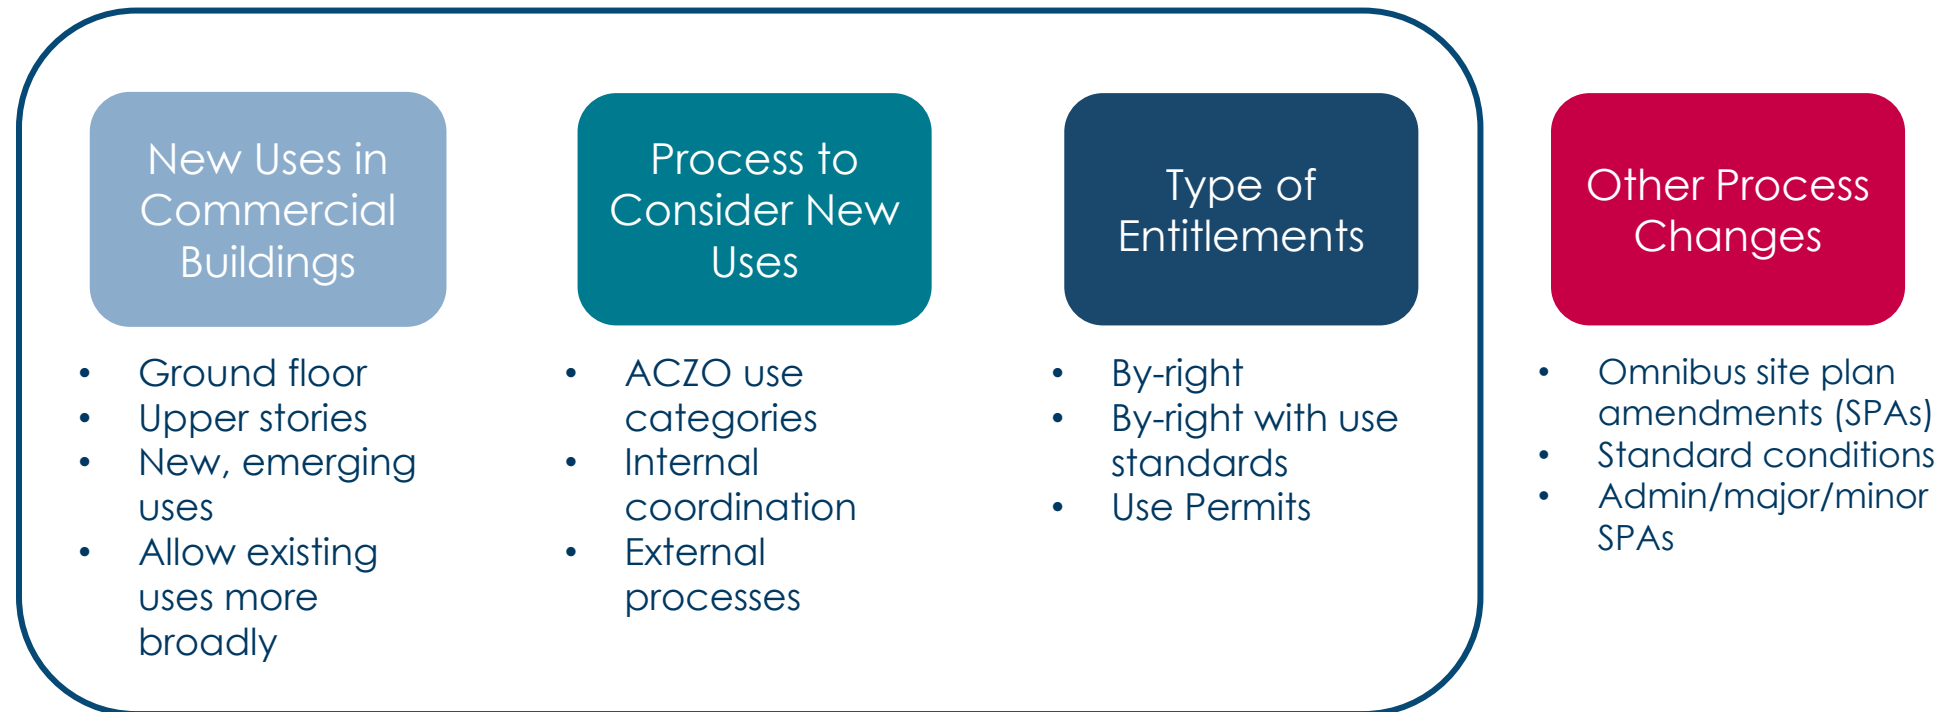 New Uses in
Commercial
Buildings
• Ground floor
• Upper stories
• New, emerging
uses
• Allow existing
uses more
broadly
Process to
Consider New
Uses
• ACZO use
categories
• Internal
coordination
• External
processes
Type of
Entitlements
• By-right
• By-right with use
standards
• Use Permits
Other Process
Changes
• Omnibus site plan
amendments (SPAs)
• Standard conditions
• Admin/major/minor
SPAs